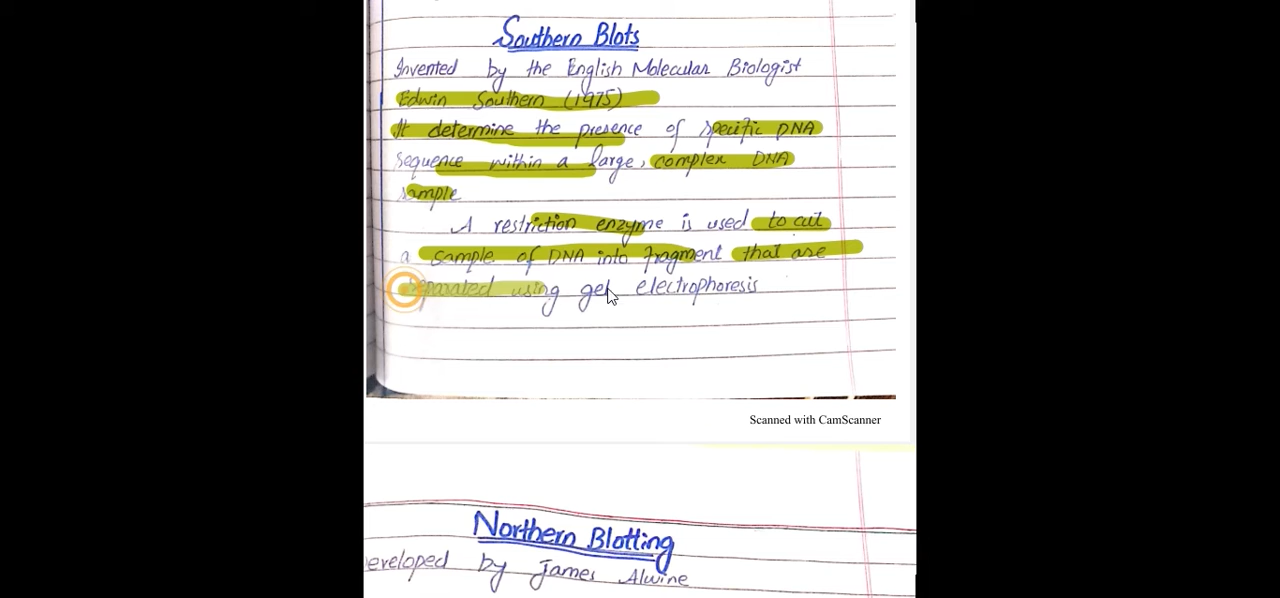 Southern Blots
Invented by the English Molecular Biologist
Edwin Southern (1975)
It determine the presence of specific DNA
sequence within a large, complex DNA
sample
A restriction enzyme is used to cut
a sample of DNA into fragment that are
separated using gel electrophoresis
Scanned with CamScanner
Northern Blotting
eveloped by James Alwine